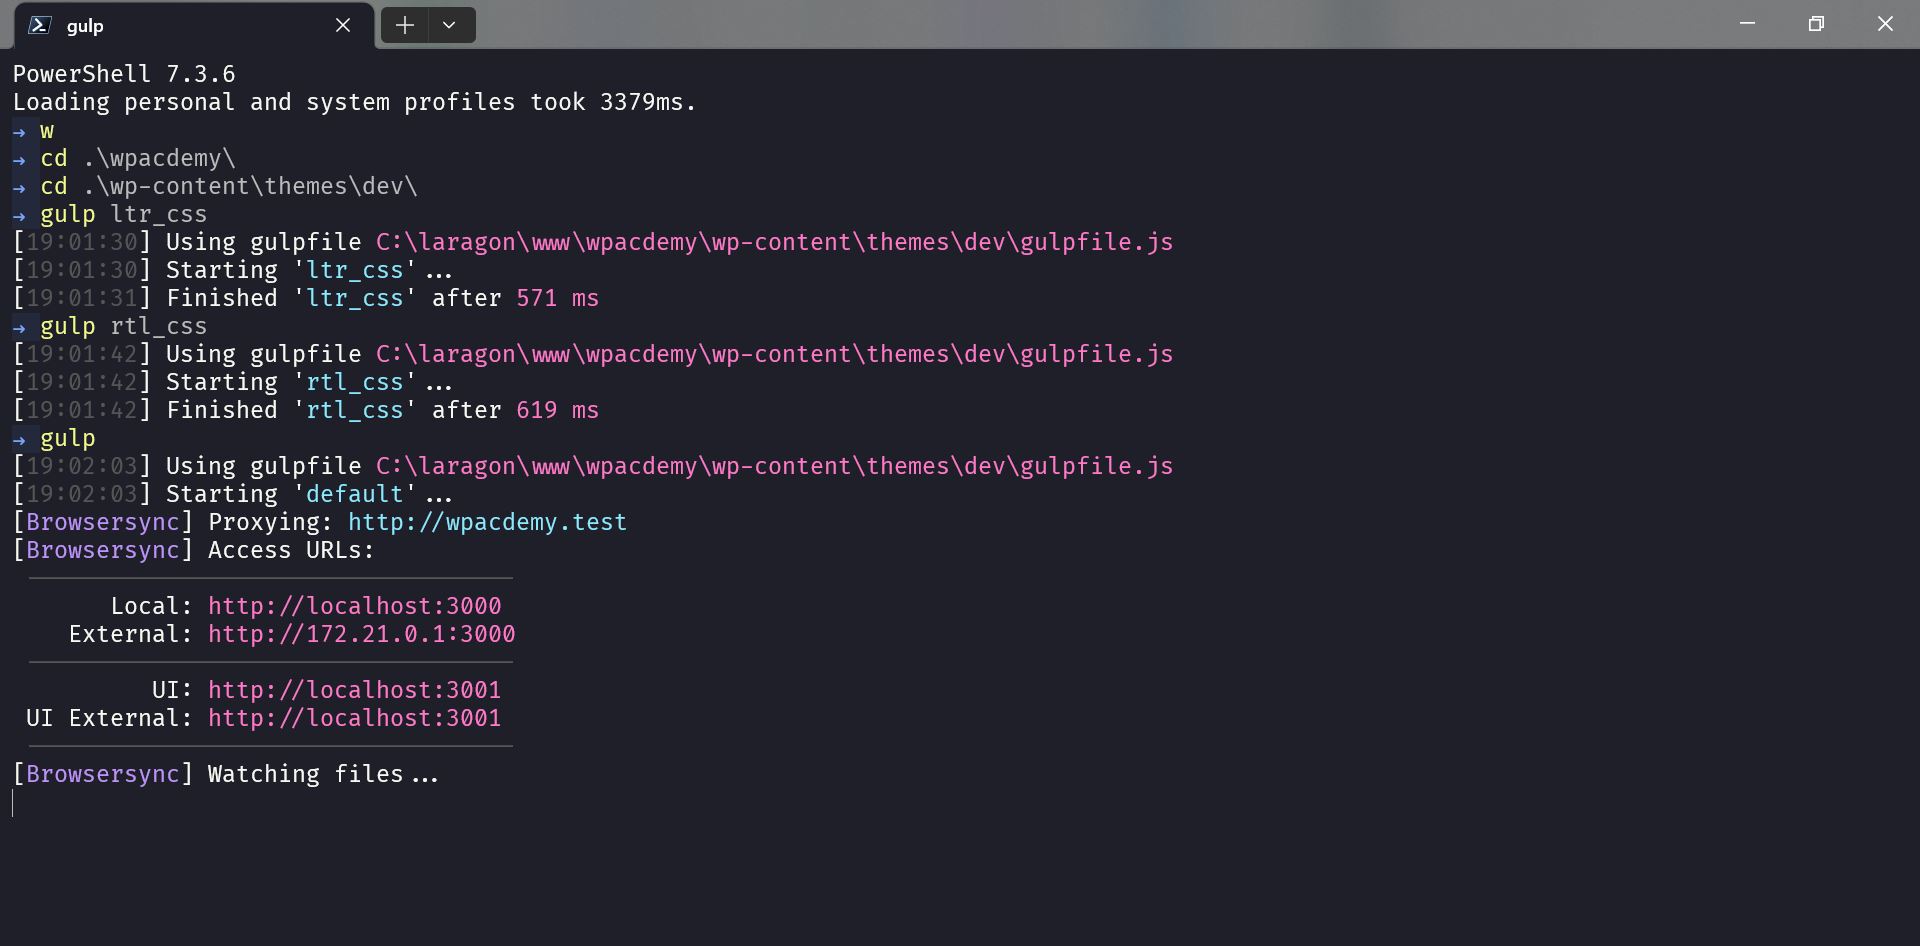 gulp
PowerShell 7.3.6
Loading personal and system profiles took 3379ms.
→ w
→ cd .\wpacdemy\
→ cd .\wp-content\themes\dev\
→ gulp ltr_css
[19:01:30] Using gulpfile C:\laragon\www\wpacdemy\wp-content\themes\dev\gulpfile.js
[19:01:30] Starting 'ltr_css'...
[19:01:31] Finished 'ltr_css' after 571 ms
→ gulp rtl_css
[19:01:42] Using gulpfile C:\laragon\www\wpacdemy\wp-content\themes\dev\gulpfile.js
[19:01:42] Starting 'rtl_css'...
[19:01:42] Finished 'rtl_css' after 619 ms
→ gulp
[19:02:03] Using gulpfile C:\laragon\www\wpacdemy\wp-content\themes\dev\gulpfile.js
[19:02:03] Starting 'default'...
[Browsersync] Proxying: http://wpacdemy.test
[Browsersync] Access URLs:
Local: http://localhost:3000
External: http://172.21.0.1:3000
UI: http://localhost:3001
UI External: http://localhost:3001
[Browsersync] Watching files...